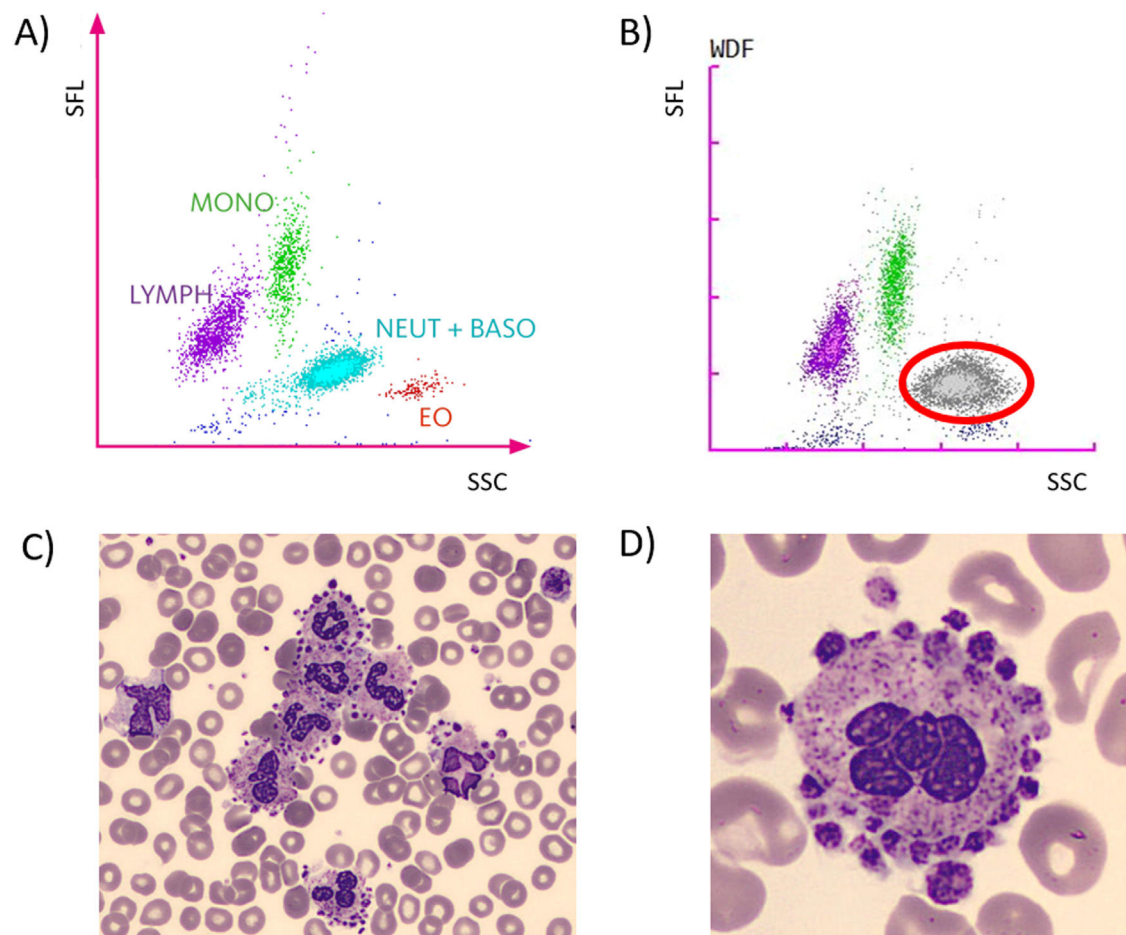 A)
SFL
MONO
LYMPH
NEUT + BASO
EO
SSC
B)
WDF
SFL
SSC
C)
D)